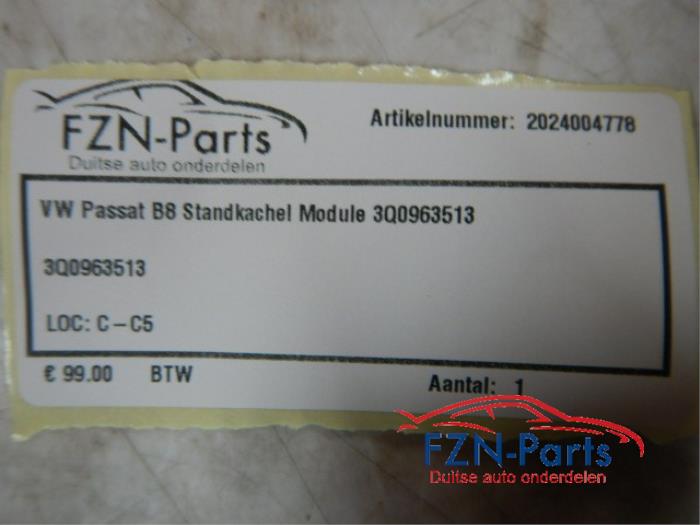 FZN-Parts
Duitse auto onderdelen
Artikelnummer: 2024004778
VW Passat B8 Standkachel Module 3Q0963513
3Q0963513
LOC: C - C5
€ 99.00 BTW
Aantal: 1
FZN-Parts
Duitse auto onderdelen